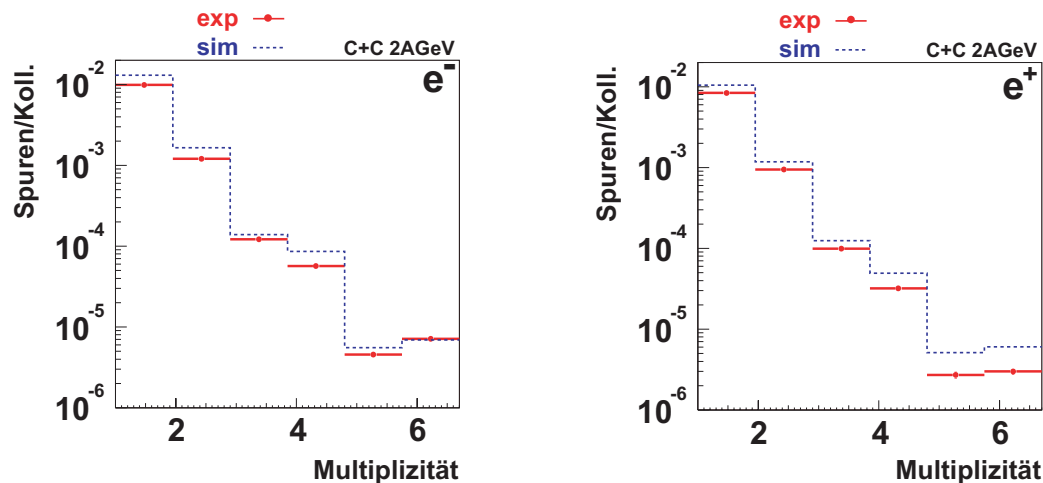 exp
sim
C+C 2AGeV
e-
Spuren/Koll.
10-2
10-3
10-4
10-5
10-6
2 4 6
Multiplizität
exp
sim
C+C 2AGeV
e+
Spuren/Koll.
10-2
10-3
10-4
10-5
10-6
2 4 6
Multiplizität